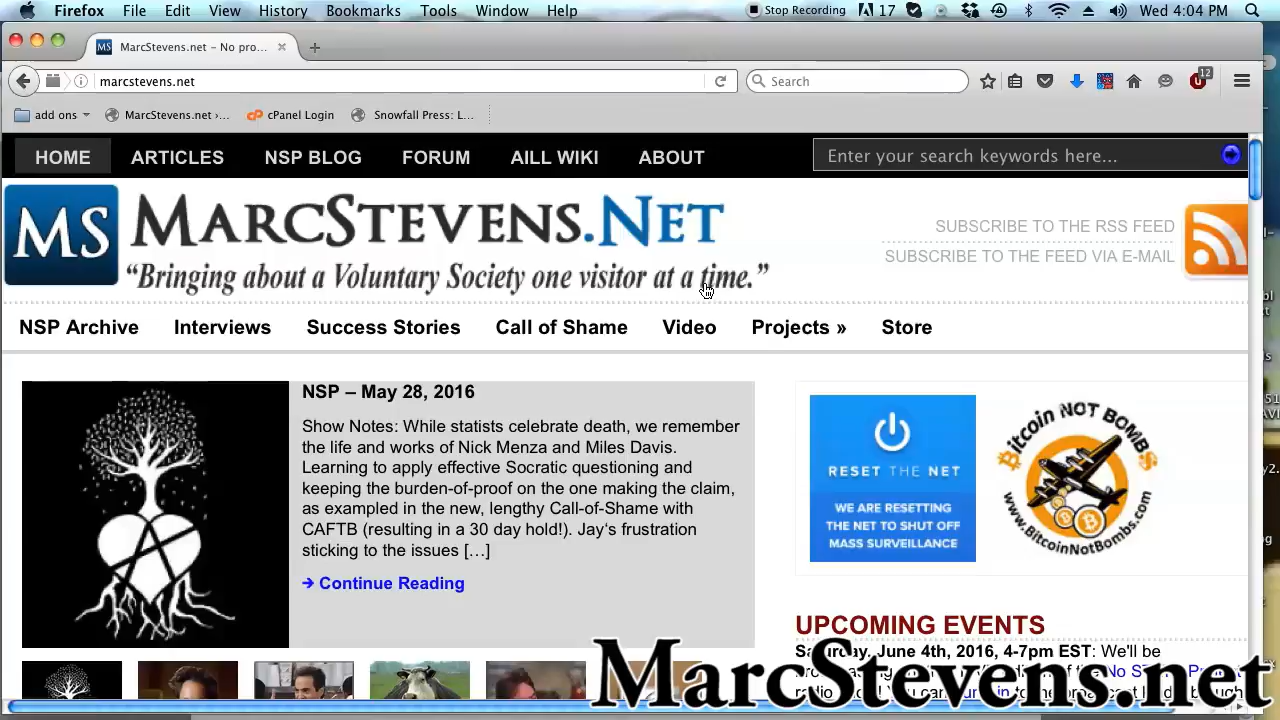 Firefox File Edit View History Bookmarks Tools Window Help Stop Recording 17 Wed 4:04 PM
MS MarcStevens.net – No pro...
marcstevens.net Search 12
add ons MarcStevens.net ›... cPanel Login Snowfall Press: L...
HOME ARTICLES NSP BLOG FORUM AILL WIKI ABOUT Enter your search keywords here...
MS MARCSTEVENS.NET
"Bringing about a Voluntary Society one visitor at a time."
SUBSCRIBE TO THE RSS FEED
SUBSCRIBE TO THE FEED VIA E-MAIL
NSP Archive Interviews Success Stories Call of Shame Video Projects » Store
NSP – May 28, 2016
Show Notes: While statists celebrate death, we remember
the life and works of Nick Menza and Miles Davis.
Learning to apply effective Socratic questioning and
keeping the burden-of-proof on the one making the claim,
as exampled in the new, lengthy Call-of-Shame with
CAFTB (resulting in a 30 day hold!). Jay's frustration
sticking to the issues […]
→ Continue Reading
RESET THE NET
WE ARE RESETTING
THE NET TO SHUT OFF
MASS SURVEILLANCE
Bitcoin NOT BOMBS
www.BitcoinNotBombs.com
UPCOMING EVENTS
Saturday, June 4th, 2016, 4-7pm EST: We'll be
MarcStevens.net